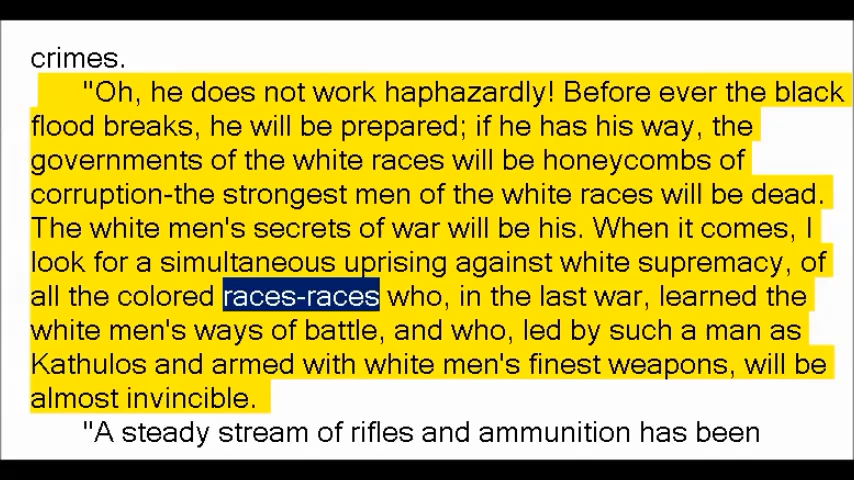 crimes.
"Oh, he does not work haphazardly! Before ever the black
flood breaks, he will be prepared; if he has his way, the
governments of the white races will be honeycombs of
corruption-the strongest men of the white races will be dead.
The white men's secrets of war will be his. When it comes, I
look for a simultaneous uprising against white supremacy, of
all the colored races-races who, in the last war, learned the
white men's ways of battle, and who, led by such a man as
Kathulos and armed with white men's finest weapons, will be
almost invincible.
"A steady stream of rifles and ammunition has been